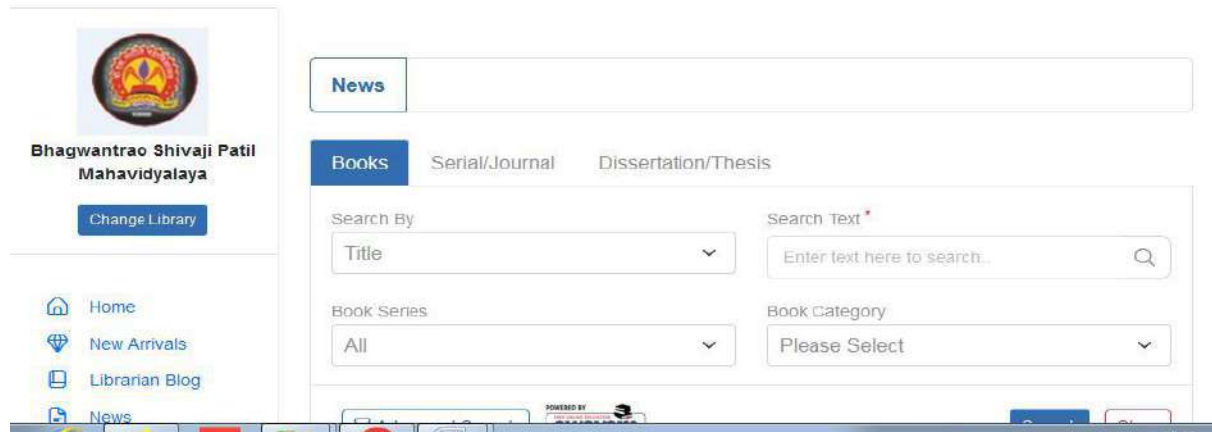 Bhagwantrao Shivaji Patil
Mahavidyalaya
Change Library
Home
New Arrivals
Librarian Blog
News
News
Books Serial/Journal Dissertation/Thesis
Search By Search Text *
Title Enter text here to search..
Book Series Book Category
All Please Select
POWERED BY